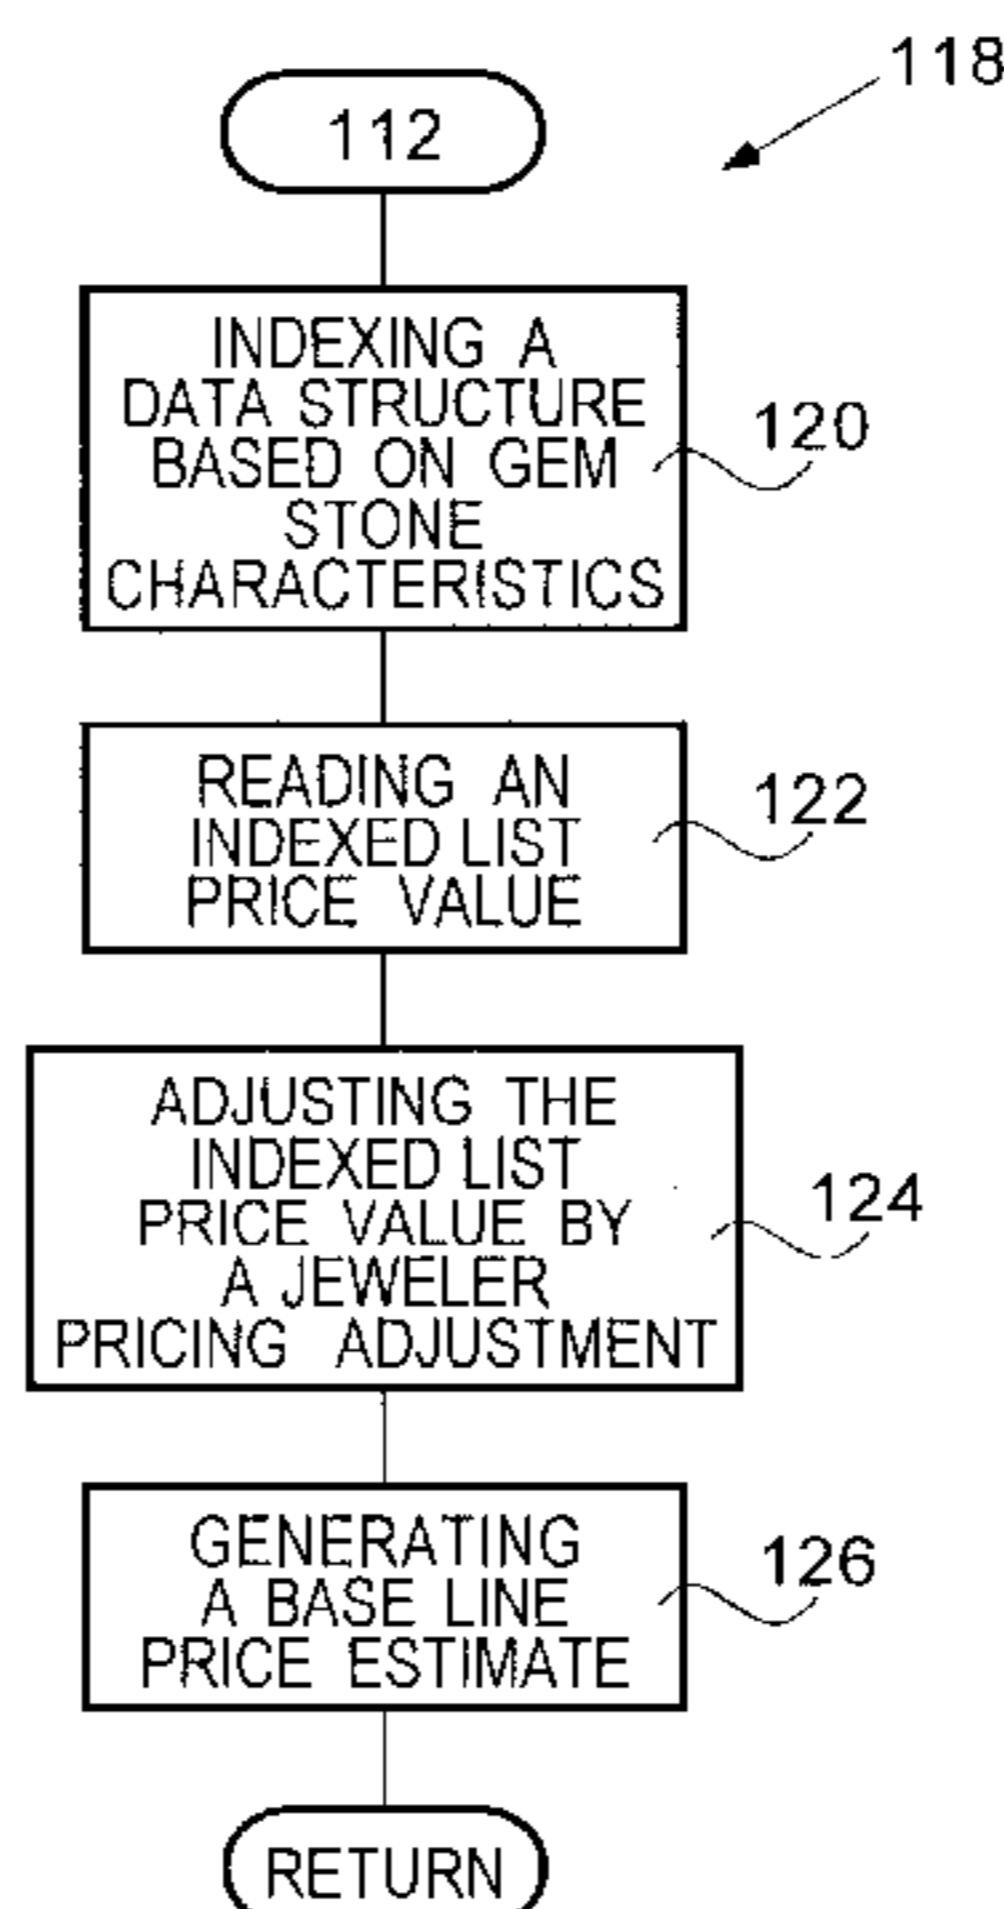 118
112
INDEXING A
DATA STRUCTURE
BASED ON GEM
STONE
CHARACTERISTICS
120
READING AN
INDEXED LIST
PRICE VALUE
122
ADJUSTING THE
INDEXED LIST
PRICE VALUE BY
A JEWELER
PRICING ADJUSTMENT
124
GENERATING
A BASE LINE
PRICE ESTIMATE
126
RETURN